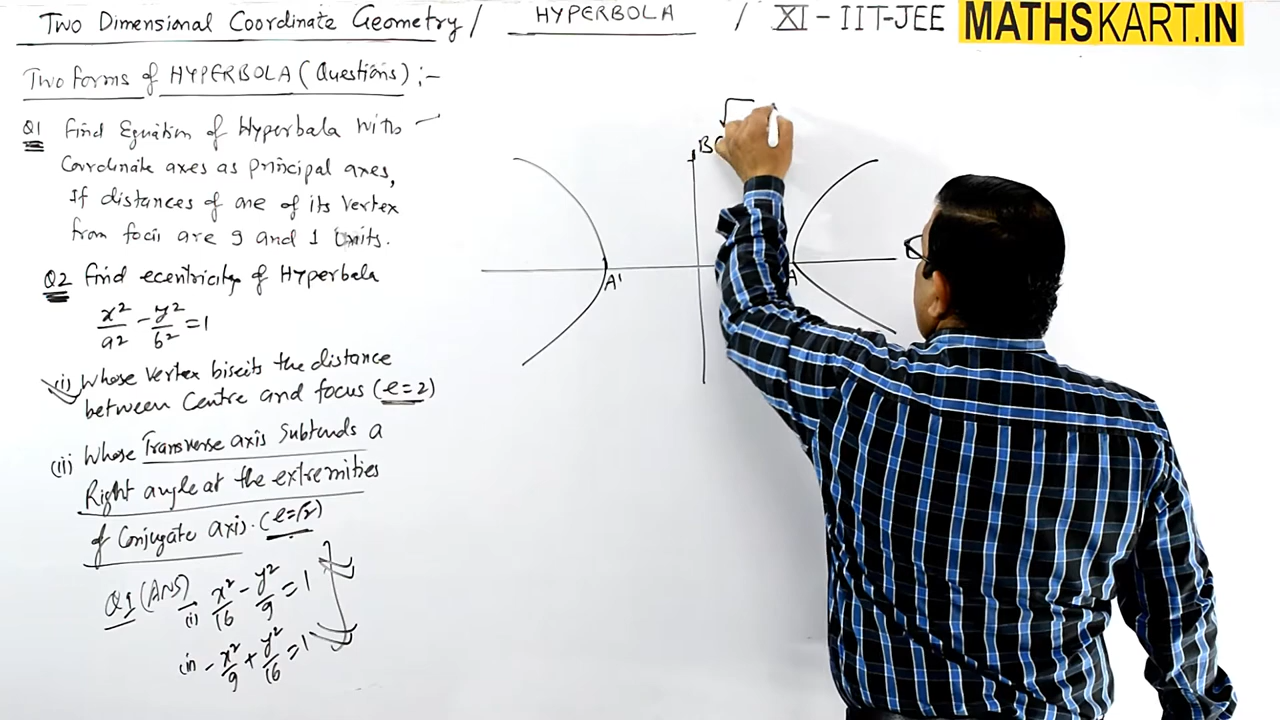 Two Dimensional Coordinate Geometry / HYPERBOLA / XI - IIT-JEE MATHSKART.IN
Two forms of HYPERBOLA (Questions) :-
Q1 Find Equation of Hyperbala with
Coordinate axes as principal axes,
If distances of one of its vertex
from focii are 9 and 1 Units.
Q2 Find ecentricity of Hyperbala
x²/a² - y²/b² = 1
(i) Whose vertex bisects the distance
between Centre and focus (e=2)
(ii) Whose Transverse axis Subtends a
Right angle at the extremities
of Conjugate axis. (e=√2)
Q1 (ANS) (i) x²/16 - y²/9 = 1
(ii) -x²/9 + y²/16 = 1
B(
A'
A